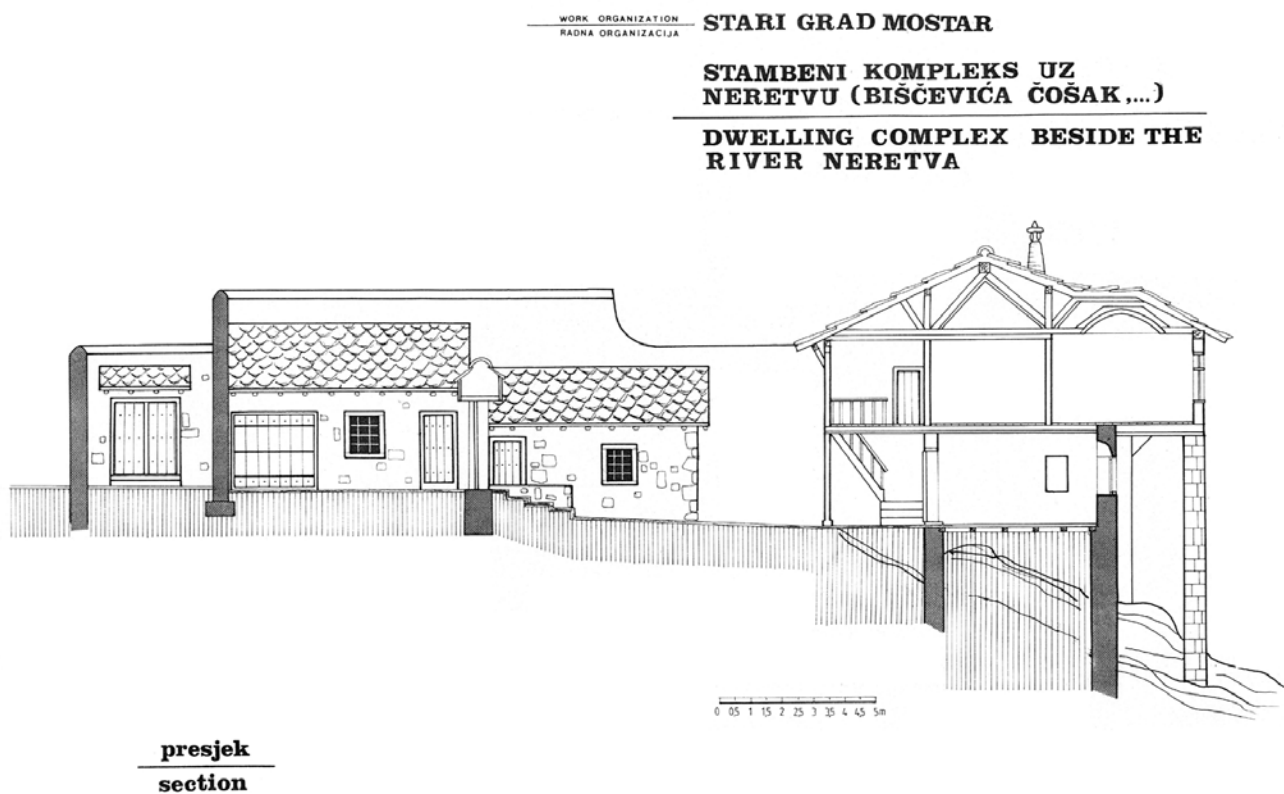 WORK ORGANIZATION
RADNA ORGANIZACIJA
STARI GRAD MOSTAR
STAMBENI KOMPLEKS UZ
NERETVU (BIŠČEVIĆA ČOŠAK,...)
DWELLING COMPLEX BESIDE THE
RIVER NERETVA
0 0,5 1 1,5 2 2,5 3 3,5 4 4,5 5m
presjek
section